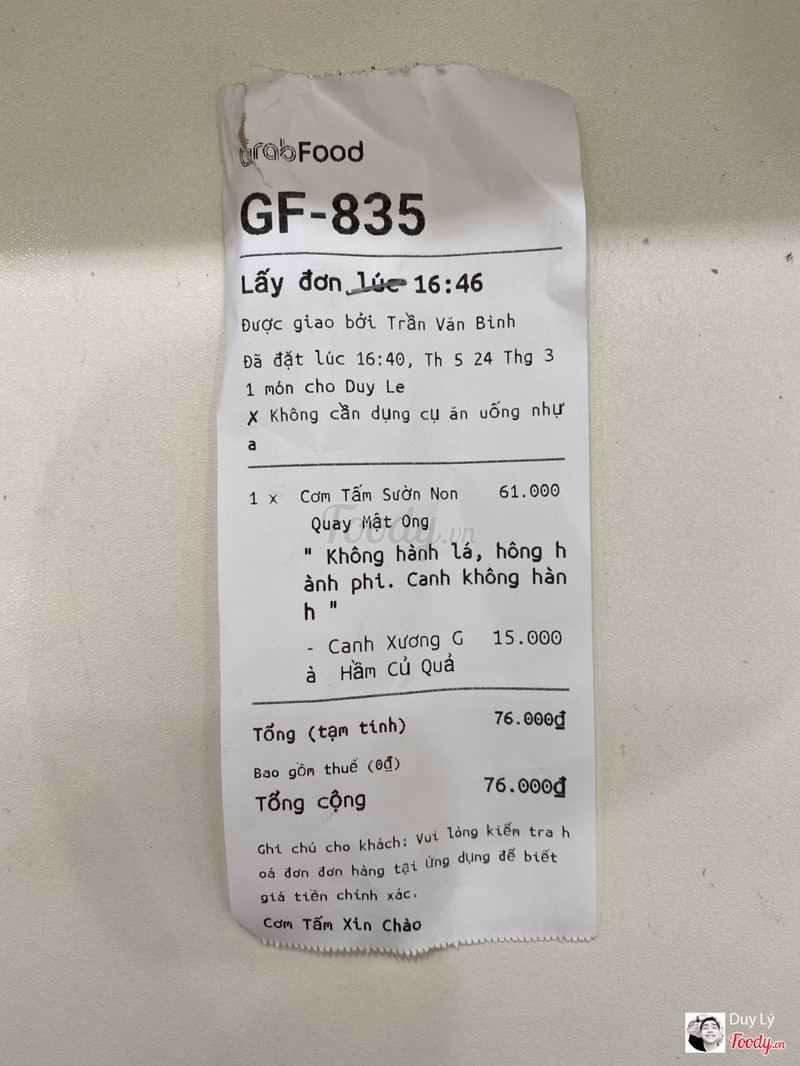 GrabFood
GF-835
Lấy đơn lúc 16:46
Được giao bởi Trần Văn Bình
Đã đặt lúc 16:40, Th 5 24 Thg 3
1 món cho Duy Le
✗ Không cần dụng cụ ăn uống nhự
a
1 x Cơm Tấm Sườn Non 61.000
Quay Mật Ong
Foody.vn
" Không hành lá, hông h
ành phi. Canh không hàn
h "
- Canh Xương G 15.000
à Hầm Củ Quả
Tổng (tạm tính) 76.000₫
Bao gồm thuế (0₫)
Tổng cộng 76.000₫
Ghi chú cho khách: Vui lòng kiểm tra h
oá đơn đơn hàng tại ứng dụng để biết
giá tiền chính xác.
Cơm Tấm Xin Chào
Duy Lý
Foody.vn